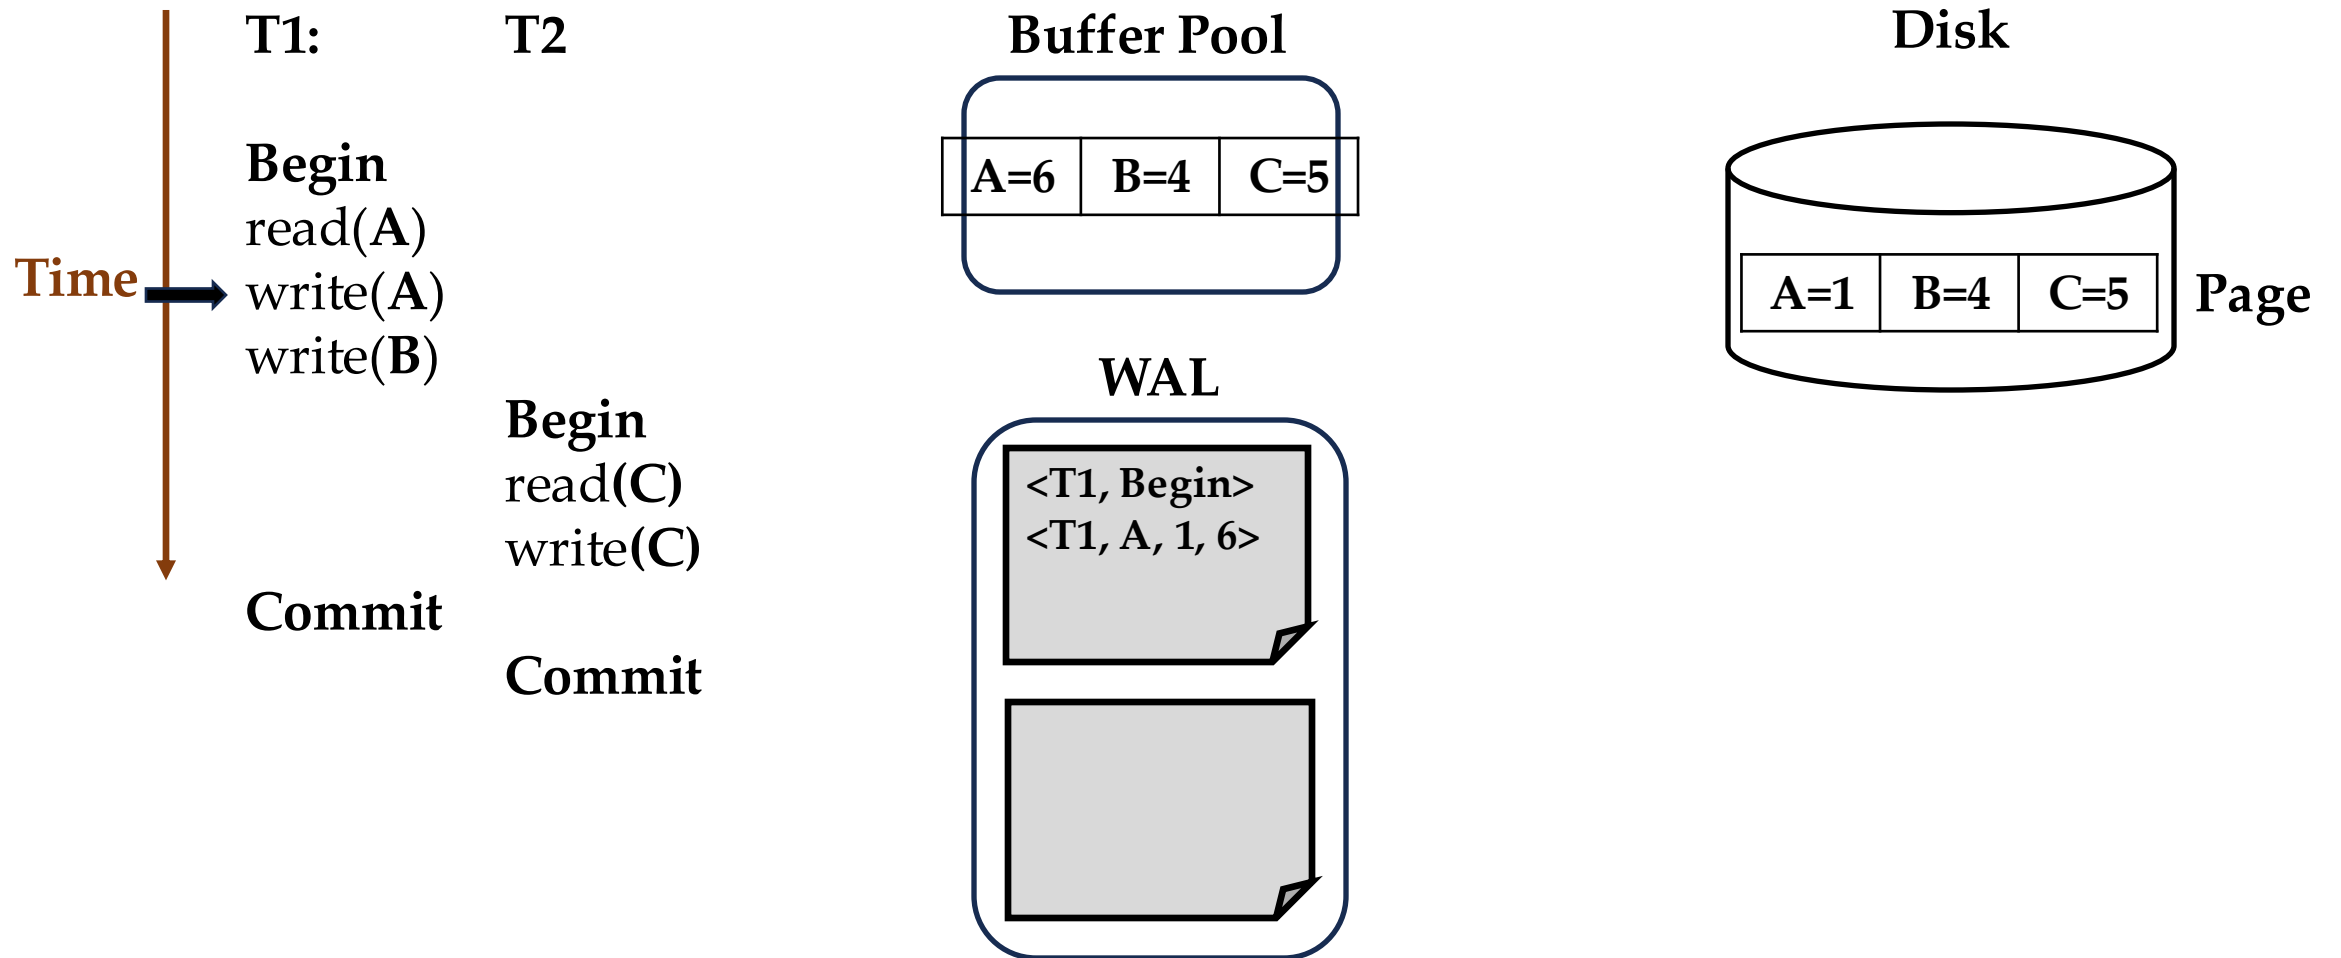 T1:
T2
Begin
read(A)
write(A)
write(B)
Begin
read(C)
write(C)
Commit
Commit
Time
Buffer Pool
A=6 B=4 C=5
WAL
<T1, Begin>
<T1, A, 1, 6>
Disk
A=1 B=4 C=5
Page